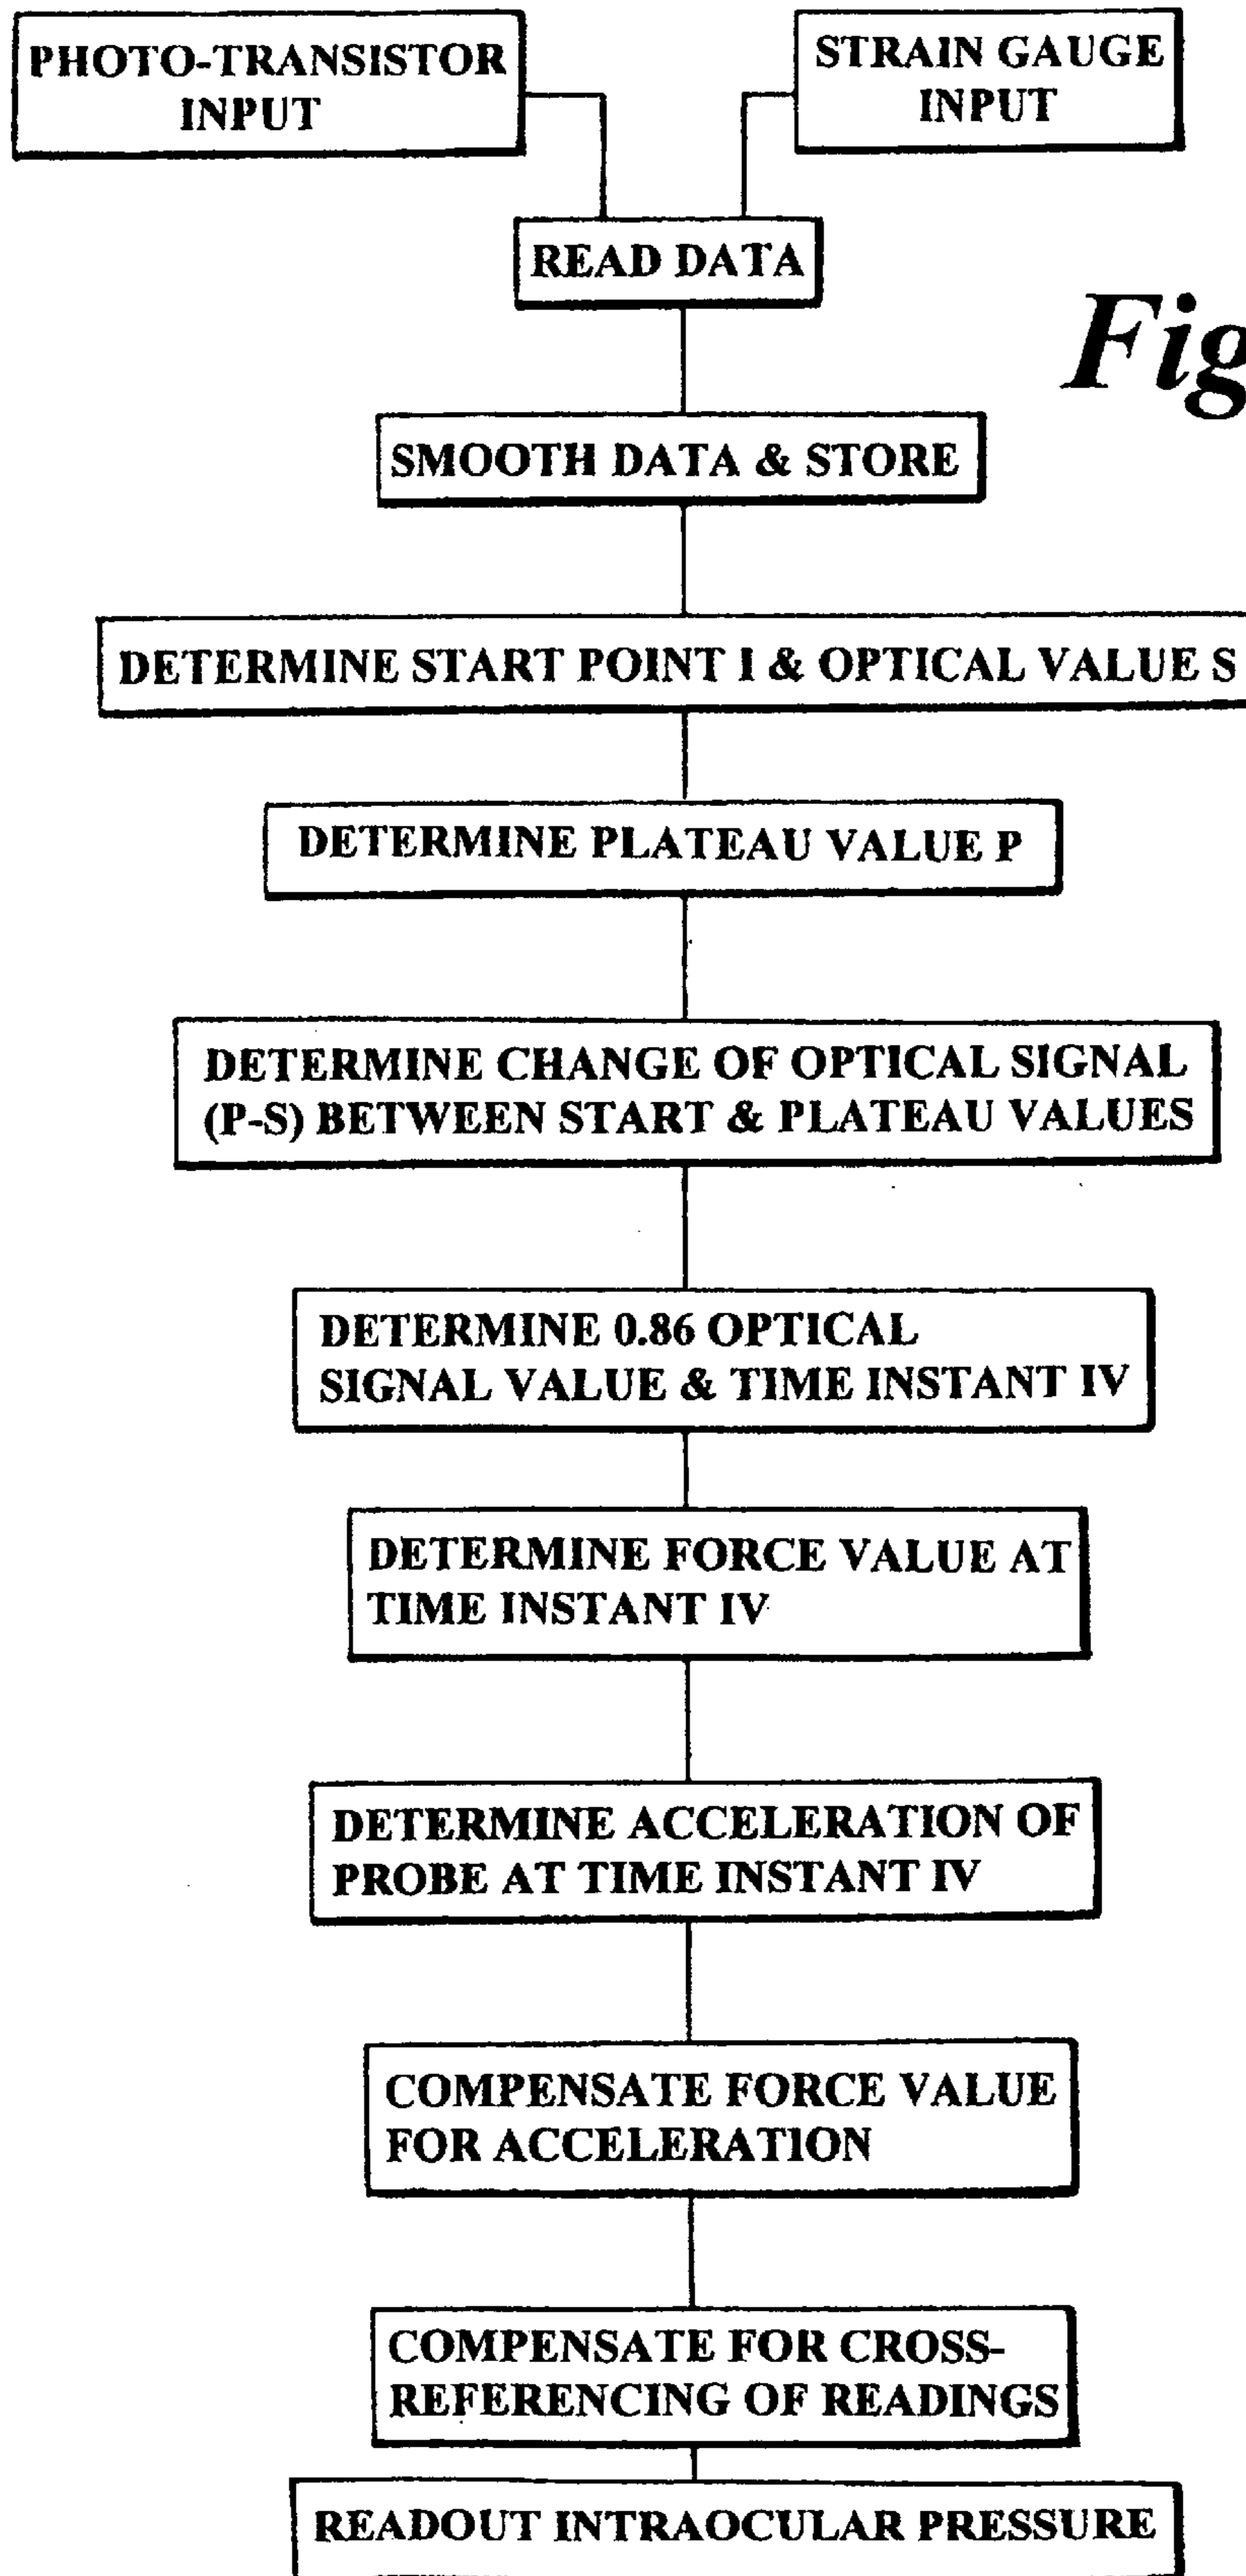 PHOTO-TRANSISTOR
INPUT
STRAIN GAUGE
INPUT
READ DATA
Fig
SMOOTH DATA & STORE
DETERMINE START POINT I & OPTICAL VALUE S
DETERMINE PLATEAU VALUE P
DETERMINE CHANGE OF OPTICAL SIGNAL
(P-S) BETWEEN START & PLATEAU VALUES
DETERMINE 0.86 OPTICAL
SIGNAL VALUE & TIME INSTANT IV
DETERMINE FORCE VALUE AT
TIME INSTANT IV
DETERMINE ACCELERATION OF
PROBE AT TIME INSTANT IV
COMPENSATE FORCE VALUE
FOR ACCELERATION
COMPENSATE FOR CROSS-
REFERENCING OF READINGS
READOUT INTRAOCULAR PRESSURE